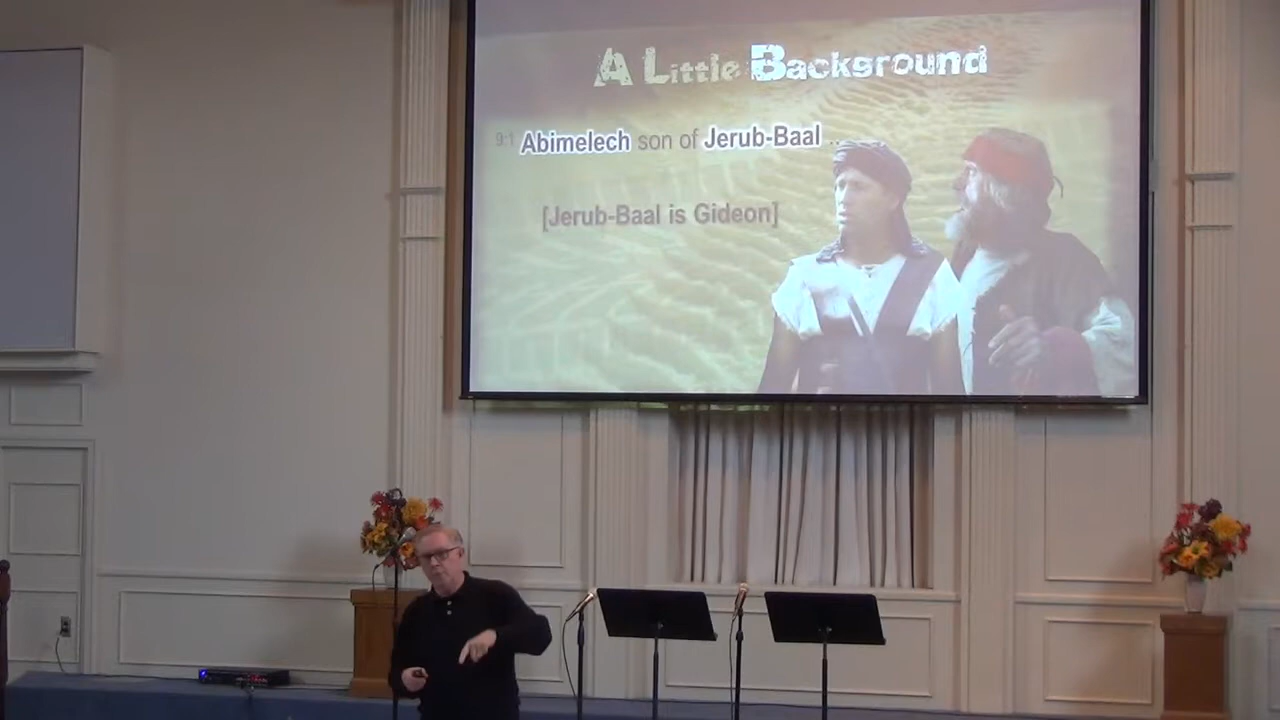 A Little Background
9:1 Abimelech son of Jerub-Baal ...
[Jerub-Baal is Gideon]